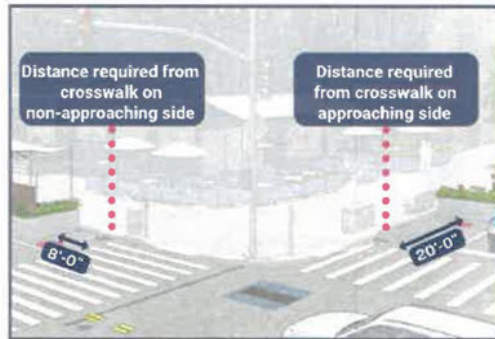 Distance required from
crosswalk on
non-approaching side
Distance required
from crosswalk on
approaching side
8'-0"
20'-0"